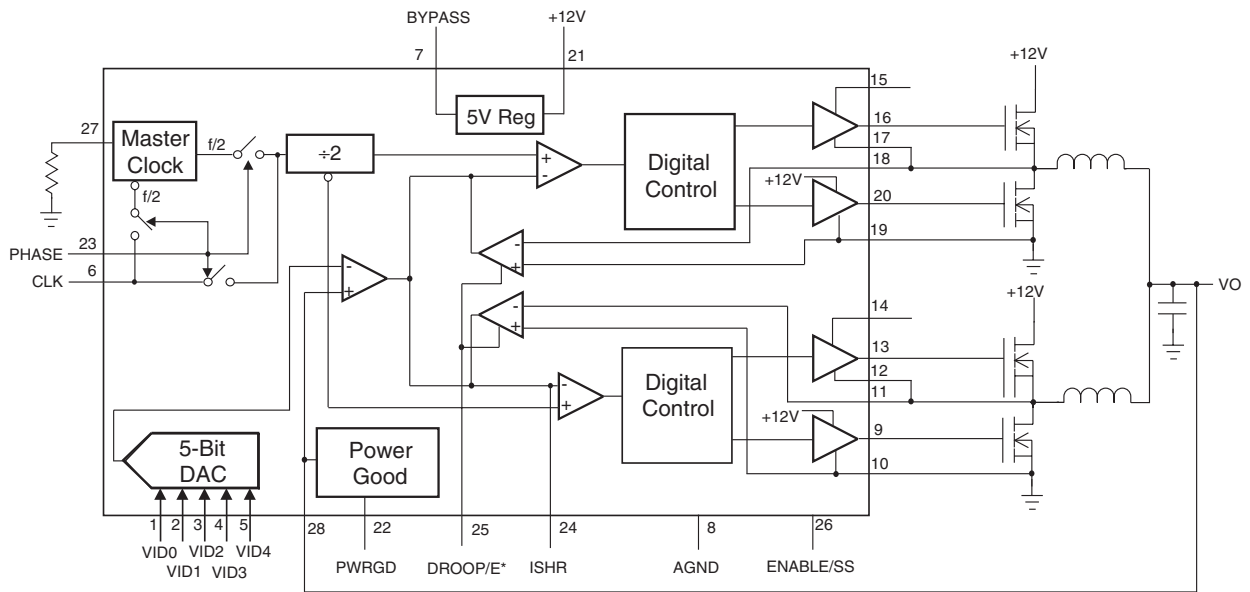 BYPASS
+12V
7
21
+12V
15
5V Reg
27
Master
Clock
f/2
÷2
+
-
Digital
Control
16
17
18
f/2
+12V
20
-
+
19
PHASE
23
CLK
6
-
+
VO
+12V
-
+
14
13
12
11
-
+
Digital
Control
+12V
9
10
5-Bit
DAC
Power
Good
1
2
3
4
5
28
22
25
24
8
26
VID0
VID2
VID4
VID1
VID3
PWRGD
DROOP/E*
ISHR
AGND
ENABLE/SS